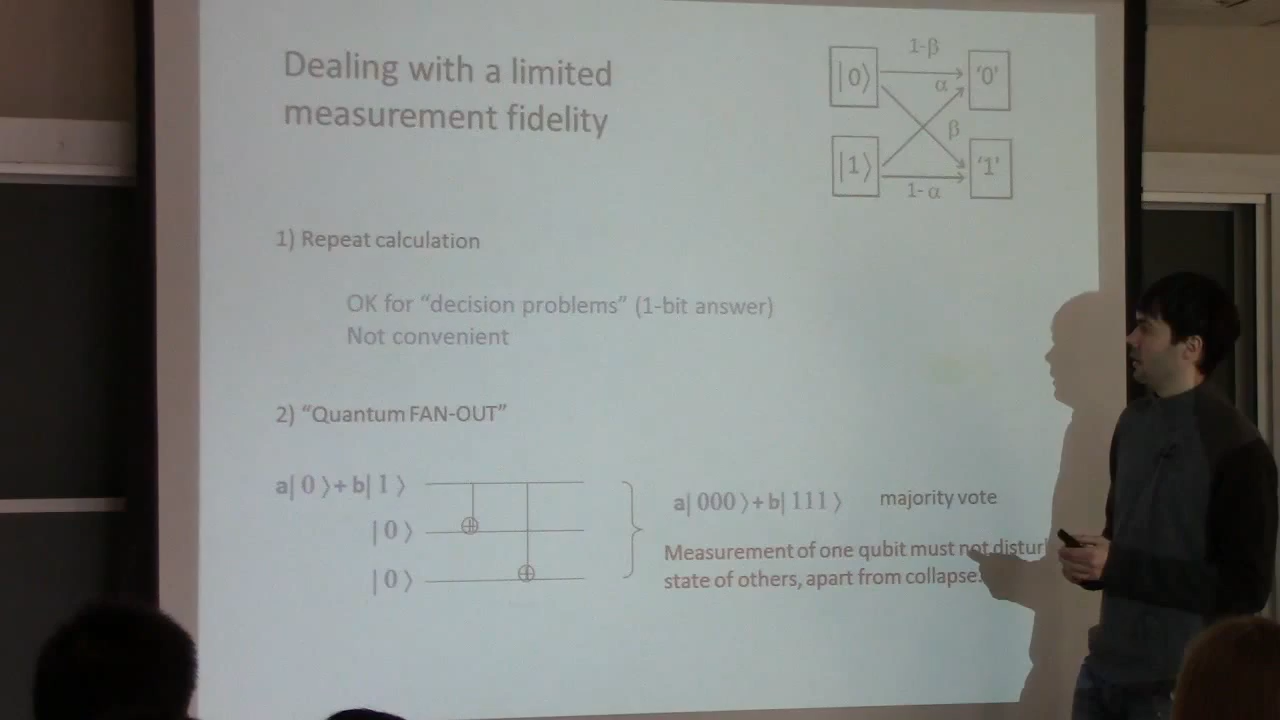 Dealing with a limited
measurement fidelity
1-β
|0⟩
α
'0'
β
|1⟩
'1'
1-α
1) Repeat calculation
OK for “decision problems” (1-bit answer)
Not convenient
2) “Quantum FAN-OUT”
a|0⟩+b|1⟩
|0⟩
|0⟩
a|000⟩+b|111⟩ majority vote
Measurement of one qubit must not distur
state of others, apart from collapse.